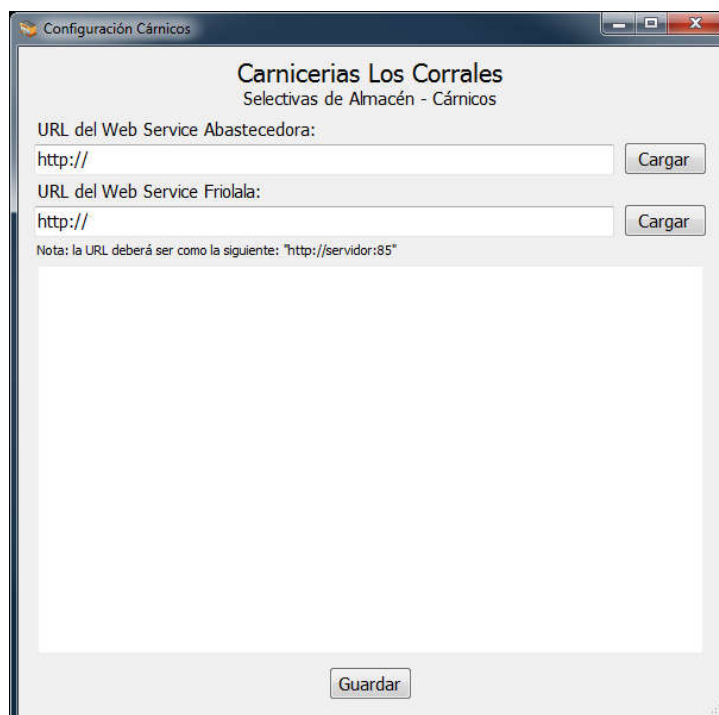 Configuración Cárnicos
Carnicerias Los Corrales
Selectivas de Almacén - Cárnicos
URL del Web Service Abastecedora:
http://
Cargar
URL del Web Service Friolala:
http://
Cargar
Nota: la URL deberá ser como la siguiente: "http://servidor:85"
Guardar